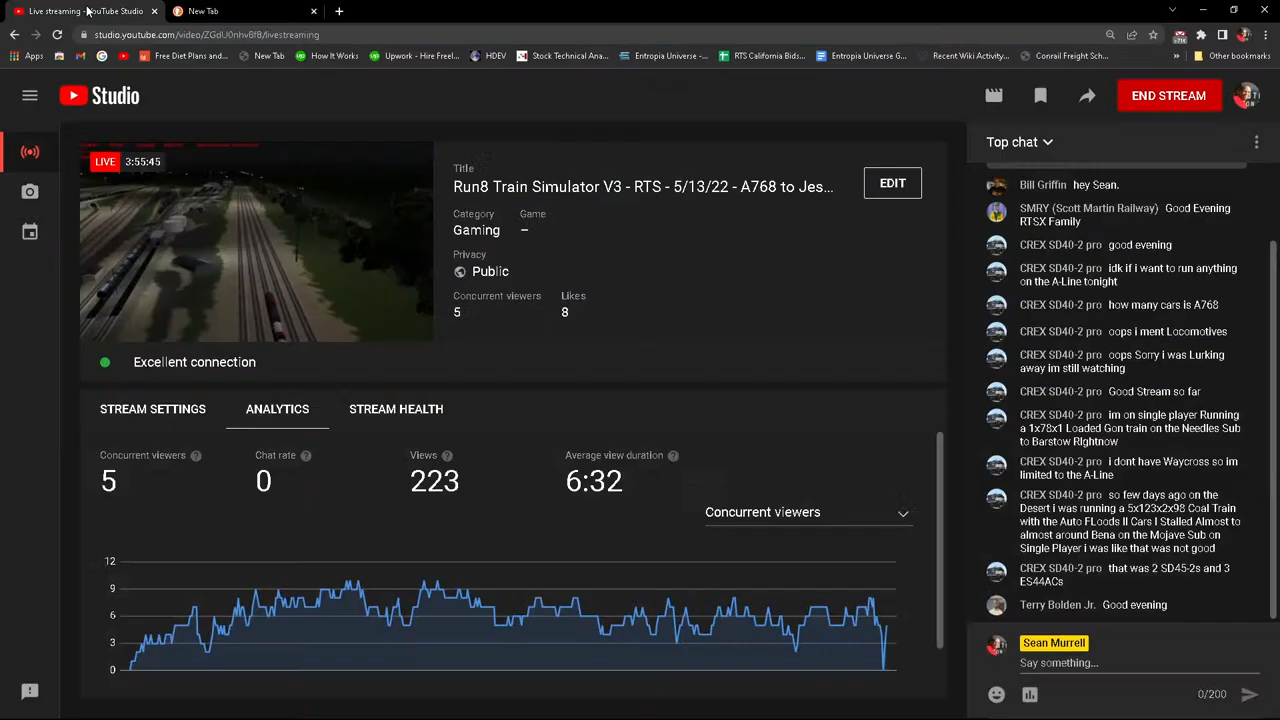 Live streaming - YouTube Studio
New Tab
studio.youtube.com/video/ZGdU0nhvBf8/livestreaming
Apps
Free Diet Plans and...
New Tab
How It Works
Upwork - Hire Freel...
HDEV
Stock Technical Ana...
Entropia Universe -...
RTS California Bids...
Entropia Universe G...
Recent Wiki Activity...
Conrail Freight Sch...
»
Other bookmarks
Studio
END STREAM
LIVE 3:55:45
Title
Run8 Train Simulator V3 - RTS - 5/13/22 - A768 to Jes...
EDIT
Category Game
Gaming –
Privacy
Public
Concurrent viewers Likes
5 8
Excellent connection
STREAM SETTINGS ANALYTICS STREAM HEALTH
Concurrent viewers Chat rate Views Average view duration
5 0 223 6:32
Concurrent viewers
12
9
6
3
0
Top chat
Bill Griffin hey Sean.
SMRY (Scott Martin Railway) Good Evening
RTSX Family
CREX SD40-2 pro good evening
CREX SD40-2 pro idk if i want to run anything
on the A-Line tonight
CREX SD40-2 pro how many cars is A768
CREX SD40-2 pro oops i ment Locomotives
CREX SD40-2 pro oops Sorry i was Lurking
away im still watching
CREX SD40-2 pro Good Stream so far
CREX SD40-2 pro im on single player Running
a 1x78x1 Loaded Gon train on the Needles Sub
to Barstow RIghtnow
CREX SD40-2 pro i dont have Waycross so im
limited to the A-Line
CREX SD40-2 pro so few days ago on the
Desert i was running a 5x123x2x98 Coal Train
with the Auto FLoods II Cars I Stalled Almost to
almost around Bena on the Mojave Sub on
Single Player i was like that was not good
CREX SD40-2 pro that was 2 SD45-2s and 3
ES44ACs
Terry Bolden Jr. Good evening
Sean Murrell
Say something...
0/200